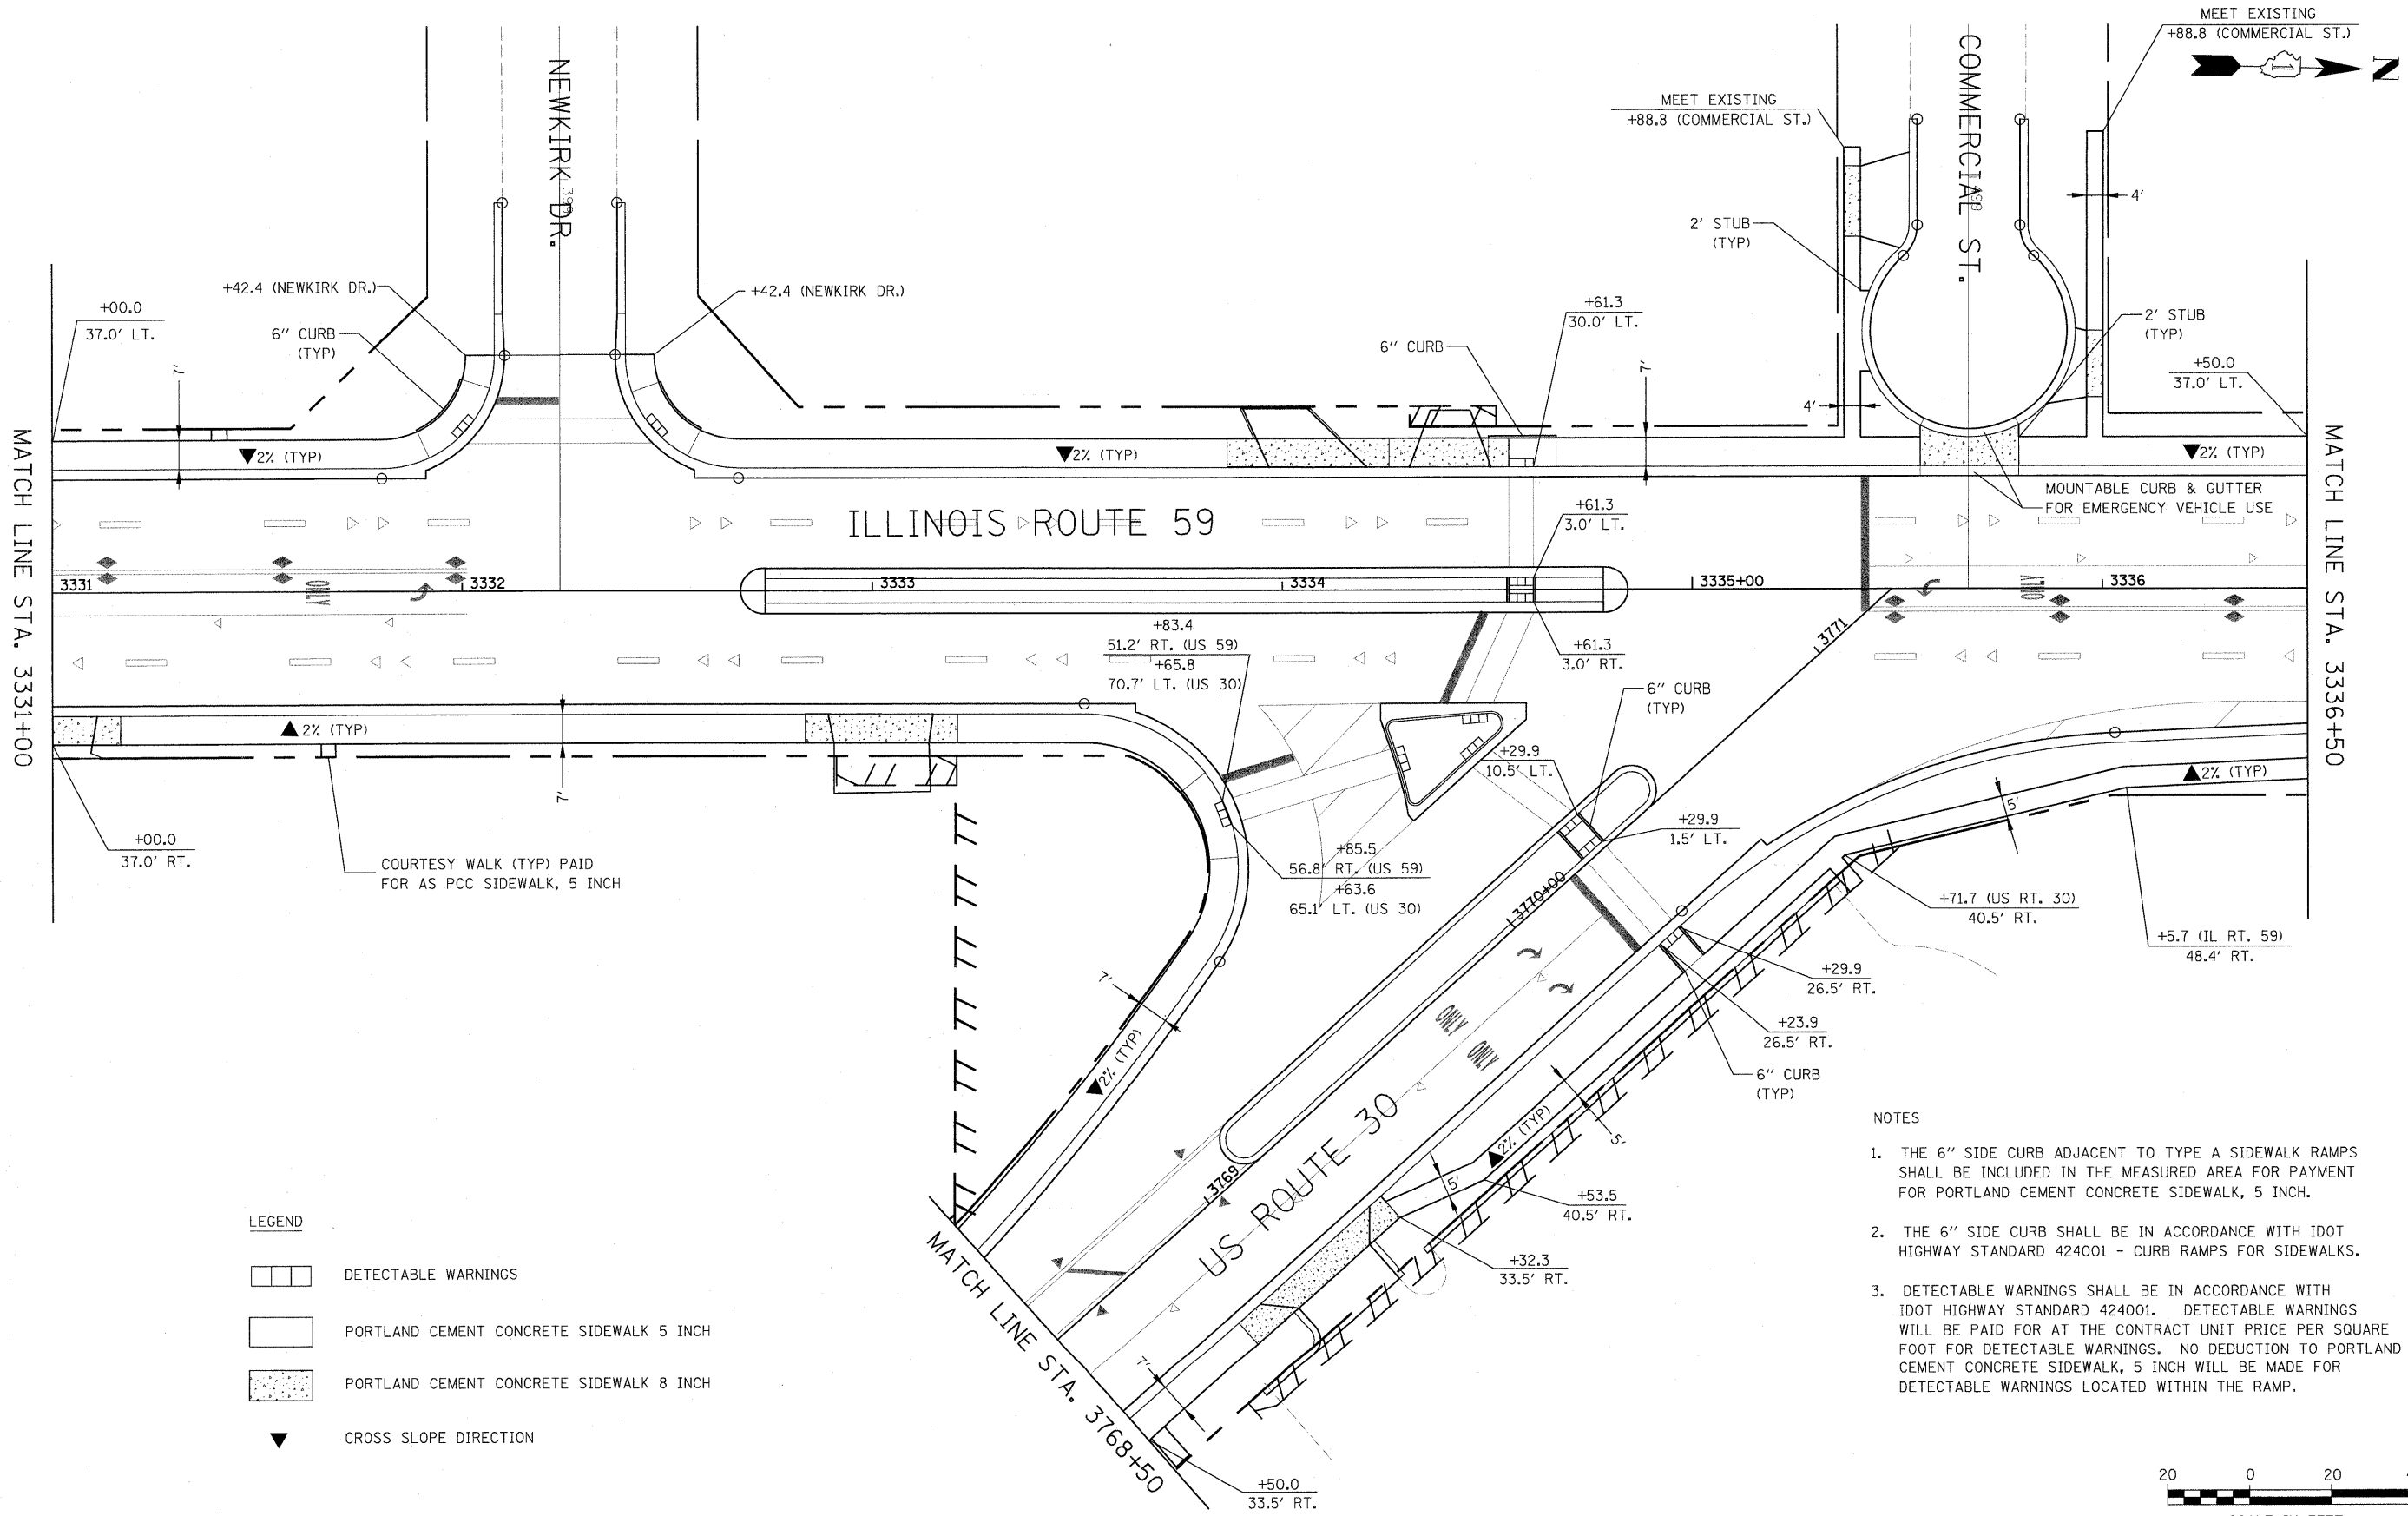 MEET EXISTING
+88.8 (COMMERCIAL ST.)
N
MEET EXISTING
+88.8 (COMMERCIAL ST.)
NEWKIRK DR.
399
COMMERCIAL ST.
499
4'
2' STUB
(TYP)
+42.4 (NEWKIRK DR.)
+42.4 (NEWKIRK DR.)
+00.0
37.0' LT.
6" CURB
(TYP)
+61.3
30.0' LT.
6" CURB
2' STUB
(TYP)
+50.0
37.0' LT.
7'
7'
4'
2% (TYP)
2% (TYP)
2% (TYP)
MOUNTABLE CURB & GUTTER
FOR EMERGENCY VEHICLE USE
MATCH LINE STA. 3331+00
MATCH LINE STA. 3336+50
ILLINOIS ROUTE 59
+61.3
3.0' LT.
3331
ONLY
3332
3333
3334
3335+00
ONLY
3336
+83.4
51.2' RT. (US 59)
+65.8
70.7' LT. (US 30)
+61.3
3.0' RT.
3771
6" CURB
(TYP)
2% (TYP)
7'
+29.9
10.5' LT.
2% (TYP)
5'
+00.0
37.0' RT.
COURTESY WALK (TYP) PAID
FOR AS PCC SIDEWALK, 5 INCH
+85.5
56.8' RT. (US 59)
+63.6
65.1' LT. (US 30)
+29.9
1.5' LT.
3770+00
+71.7 (US RT. 30)
40.5' RT.
+5.7 (IL RT. 59)
48.4' RT.
+29.9
26.5' RT.
7'
ONLY
ONLY
+23.9
26.5' RT.
2% (TYP)
6" CURB
(TYP)
US ROUTE 30
2% (TYP)
5'
3769
5'
+53.5
40.5' RT.
+32.3
33.5' RT.
MATCH LINE STA. 3768+50
7'
+50.0
33.5' RT.
LEGEND
DETECTABLE WARNINGS
PORTLAND CEMENT CONCRETE SIDEWALK 5 INCH
PORTLAND CEMENT CONCRETE SIDEWALK 8 INCH
CROSS SLOPE DIRECTION
NOTES
1. THE 6" SIDE CURB ADJACENT TO TYPE A SIDEWALK RAMPS
SHALL BE INCLUDED IN THE MEASURED AREA FOR PAYMENT
FOR PORTLAND CEMENT CONCRETE SIDEWALK, 5 INCH.
2. THE 6" SIDE CURB SHALL BE IN ACCORDANCE WITH IDOT
HIGHWAY STANDARD 424001 - CURB RAMPS FOR SIDEWALKS.
3. DETECTABLE WARNINGS SHALL BE IN ACCORDANCE WITH
IDOT HIGHWAY STANDARD 424001. DETECTABLE WARNINGS
WILL BE PAID FOR AT THE CONTRACT UNIT PRICE PER SQUARE
FOOT FOR DETECTABLE WARNINGS. NO DEDUCTION TO PORTLAND
CEMENT CONCRETE SIDEWALK, 5 INCH WILL BE MADE FOR
DETECTABLE WARNINGS LOCATED WITHIN THE RAMP.
20 0 20